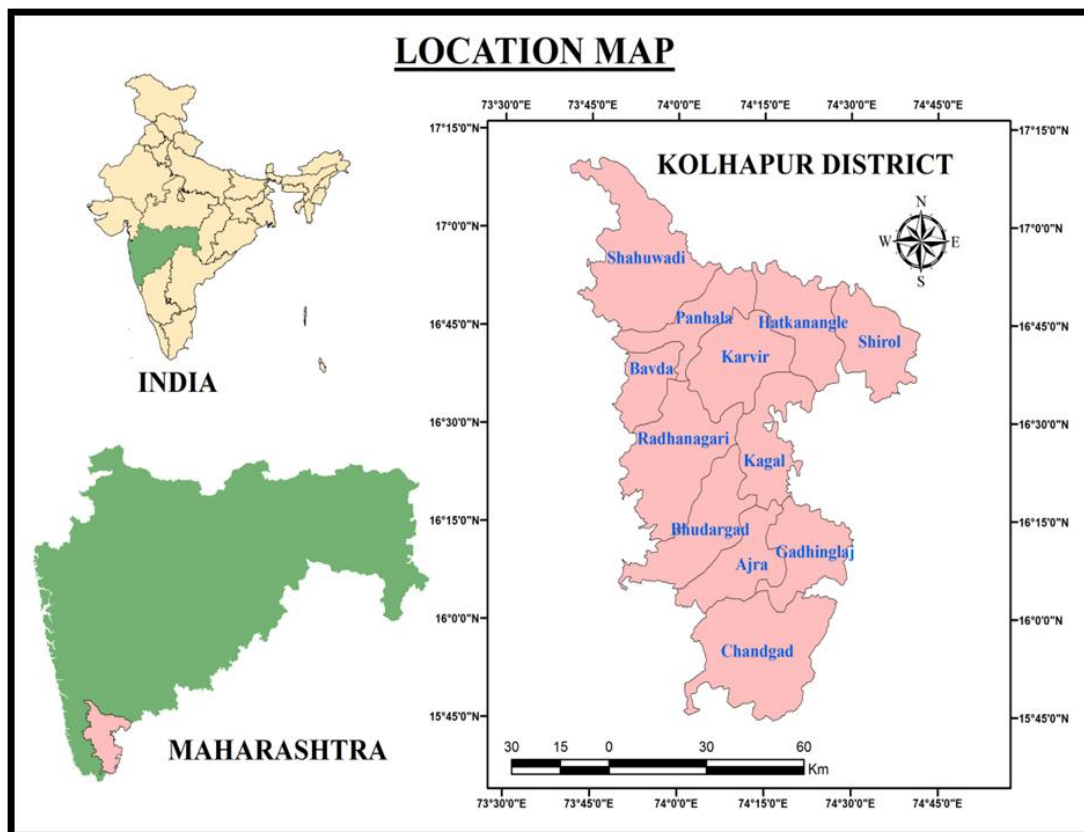 LOCATION MAP
INDIA
MAHARASHTRA
KOLHAPUR DISTRICT
73°30'0"N 73°45'0"N 74°0'0"N 74°15'0"N 74°30'0"N 74°45'0"N
17°15'0"N 17°15'0"N
N
W E
S
17°0'0"N 17°0'0"N
Shahuwadi
Panhala Hatkanangle
16°45'0"N 16°45'0"N
Shirol
Karvir
Bavda
16°30'0"N 16°30'0"N
Radhanagari
Kagal
16°15'0"N 16°15'0"N
Bhudargad
Gadhinglaj
Ajra
16°0'0"N 16°0'0"N
Chandgad
15°45'0"N 15°45'0"N
30 15 0 30 60
Km
73°30'0"N 73°45'0"N 74°0'0"N 74°15'0"N 74°30'0"N 74°45'0"N